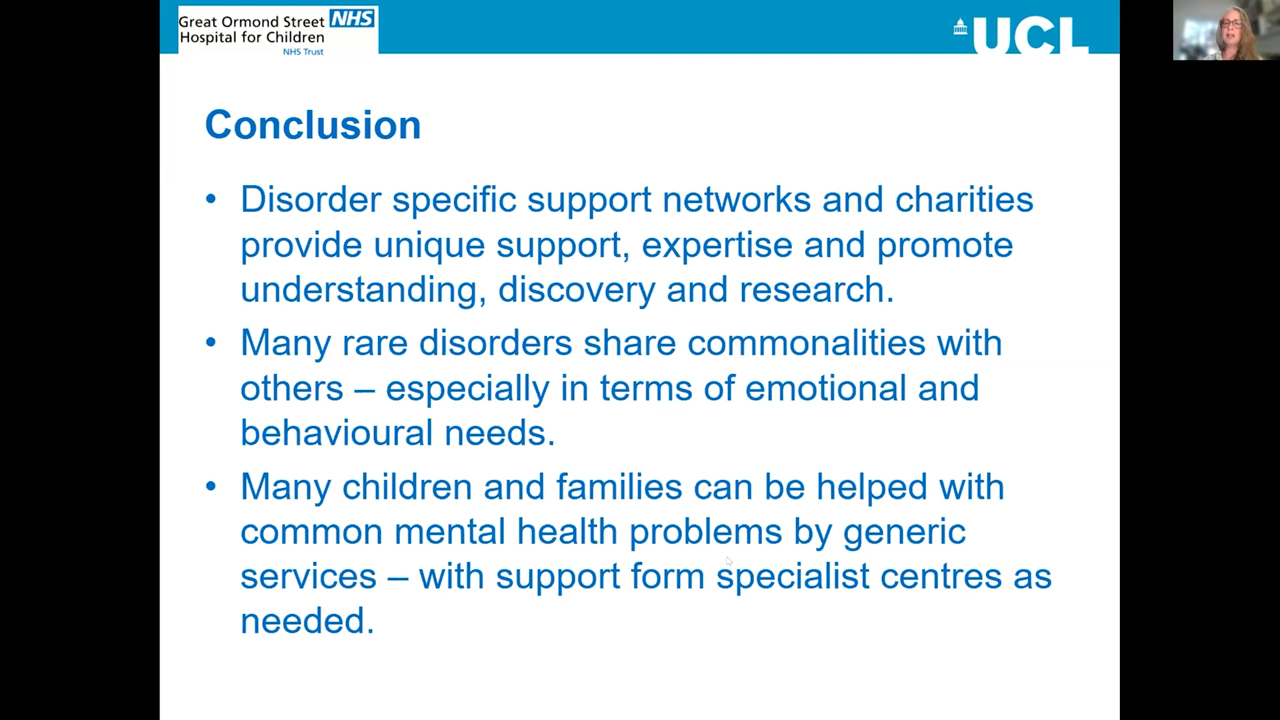 Great Ormond Street NHS
Hospital for Children
NHS Trust
UCL
Conclusion
• Disorder specific support networks and charities
provide unique support, expertise and promote
understanding, discovery and research.
• Many rare disorders share commonalities with
others – especially in terms of emotional and
behavioural needs.
• Many children and families can be helped with
common mental health problems by generic
services – with support form specialist centres as
needed.